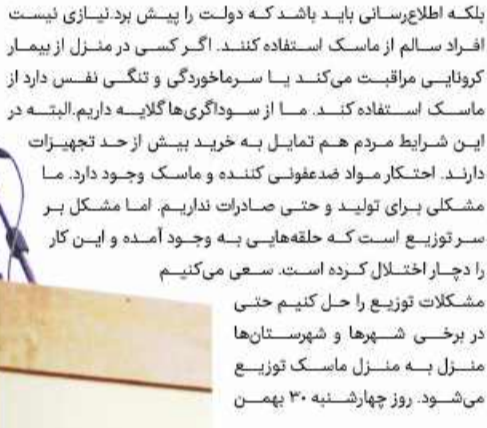 بلکه اطلاع‌رسانی باید باشد که دولت را پیش برد.نیازی نیست
افراد سالم از ماسک استفاده کنند. اگر کسی در منزل از بیمار
کرونایی مراقبت می‌کند یا سرماخوردگی و تنگی نفس دارد از
ماسک استفاده کند. ما از سوداگری‌ها گلایه داریم.البته در
این شرایط مردم هم تمایل به خرید بیش از حد تجهیزات
دارند. احتکار مواد ضدعفونی کننده و ماسک وجود دارد. ما
مشکلی برای تولید و حتی صادرات نداریم. اما مشکل بر
سر توزیع است که حلقه‌هایی به وجود آمده و این کار
را دچار اختلال کرده است. سعی می‌کنیم
مشکلات توزیع را حل کنیم حتی
در برخی شهرها و شهرستان‌ها
منزل به منزل ماسک توزیع
می‌شود. روز چهارشنبه ۳۰ بهمن